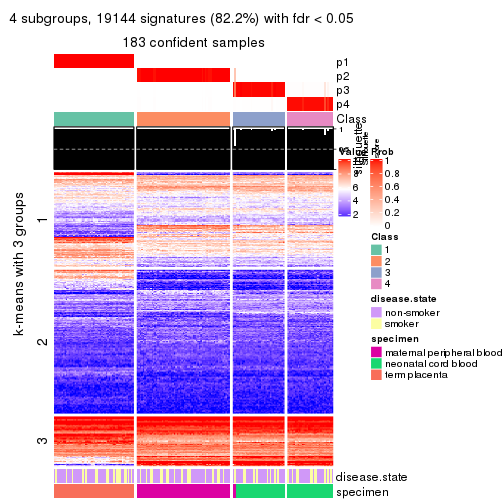 4 subgroups, 19144 signatures (82.2%) with fdr < 0.05
183 confident samples
p1
p2
p3
p4
Class
1
silhouette
score
Value
10
8
6
4
2
Prob
1
0.8
0.6
0.4
0.2
0
k-means with 3 groups
1
2
3
Class
1
2
3
4
disease.state
non-smoker
smoker
specimen
maternal peripheral blood
neonatal cord blood
term placenta
disease.state
specimen